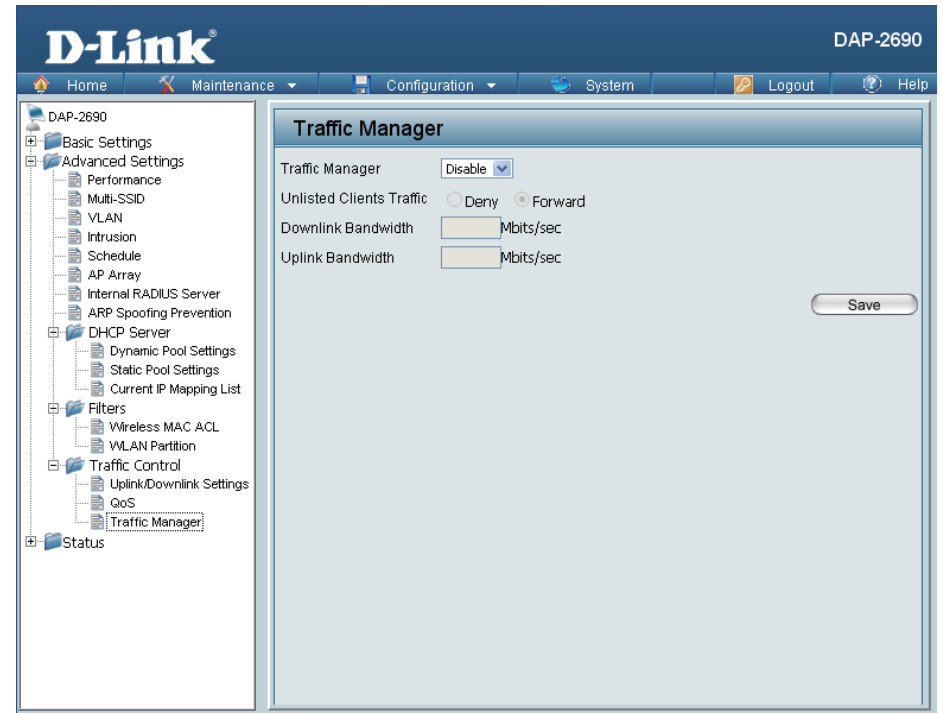 D-Link®
DAP-2690
Home Maintenance Configuration System Logout Help
DAP-2690
Basic Settings
Advanced Settings
Performance
Multi-SSID
VLAN
Intrusion
Schedule
AP Array
Internal RADIUS Server
ARP Spoofing Prevention
DHCP Server
Dynamic Pool Settings
Static Pool Settings
Current IP Mapping List
Filters
Wireless MAC ACL
WLAN Partition
Traffic Control
Uplink/Downlink Settings
QoS
Traffic Manager
Status
Traffic Manager
Traffic Manager Disable
Unlisted Clients Traffic Deny Forward
Downlink Bandwidth Mbits/sec
Uplink Bandwidth Mbits/sec
Save